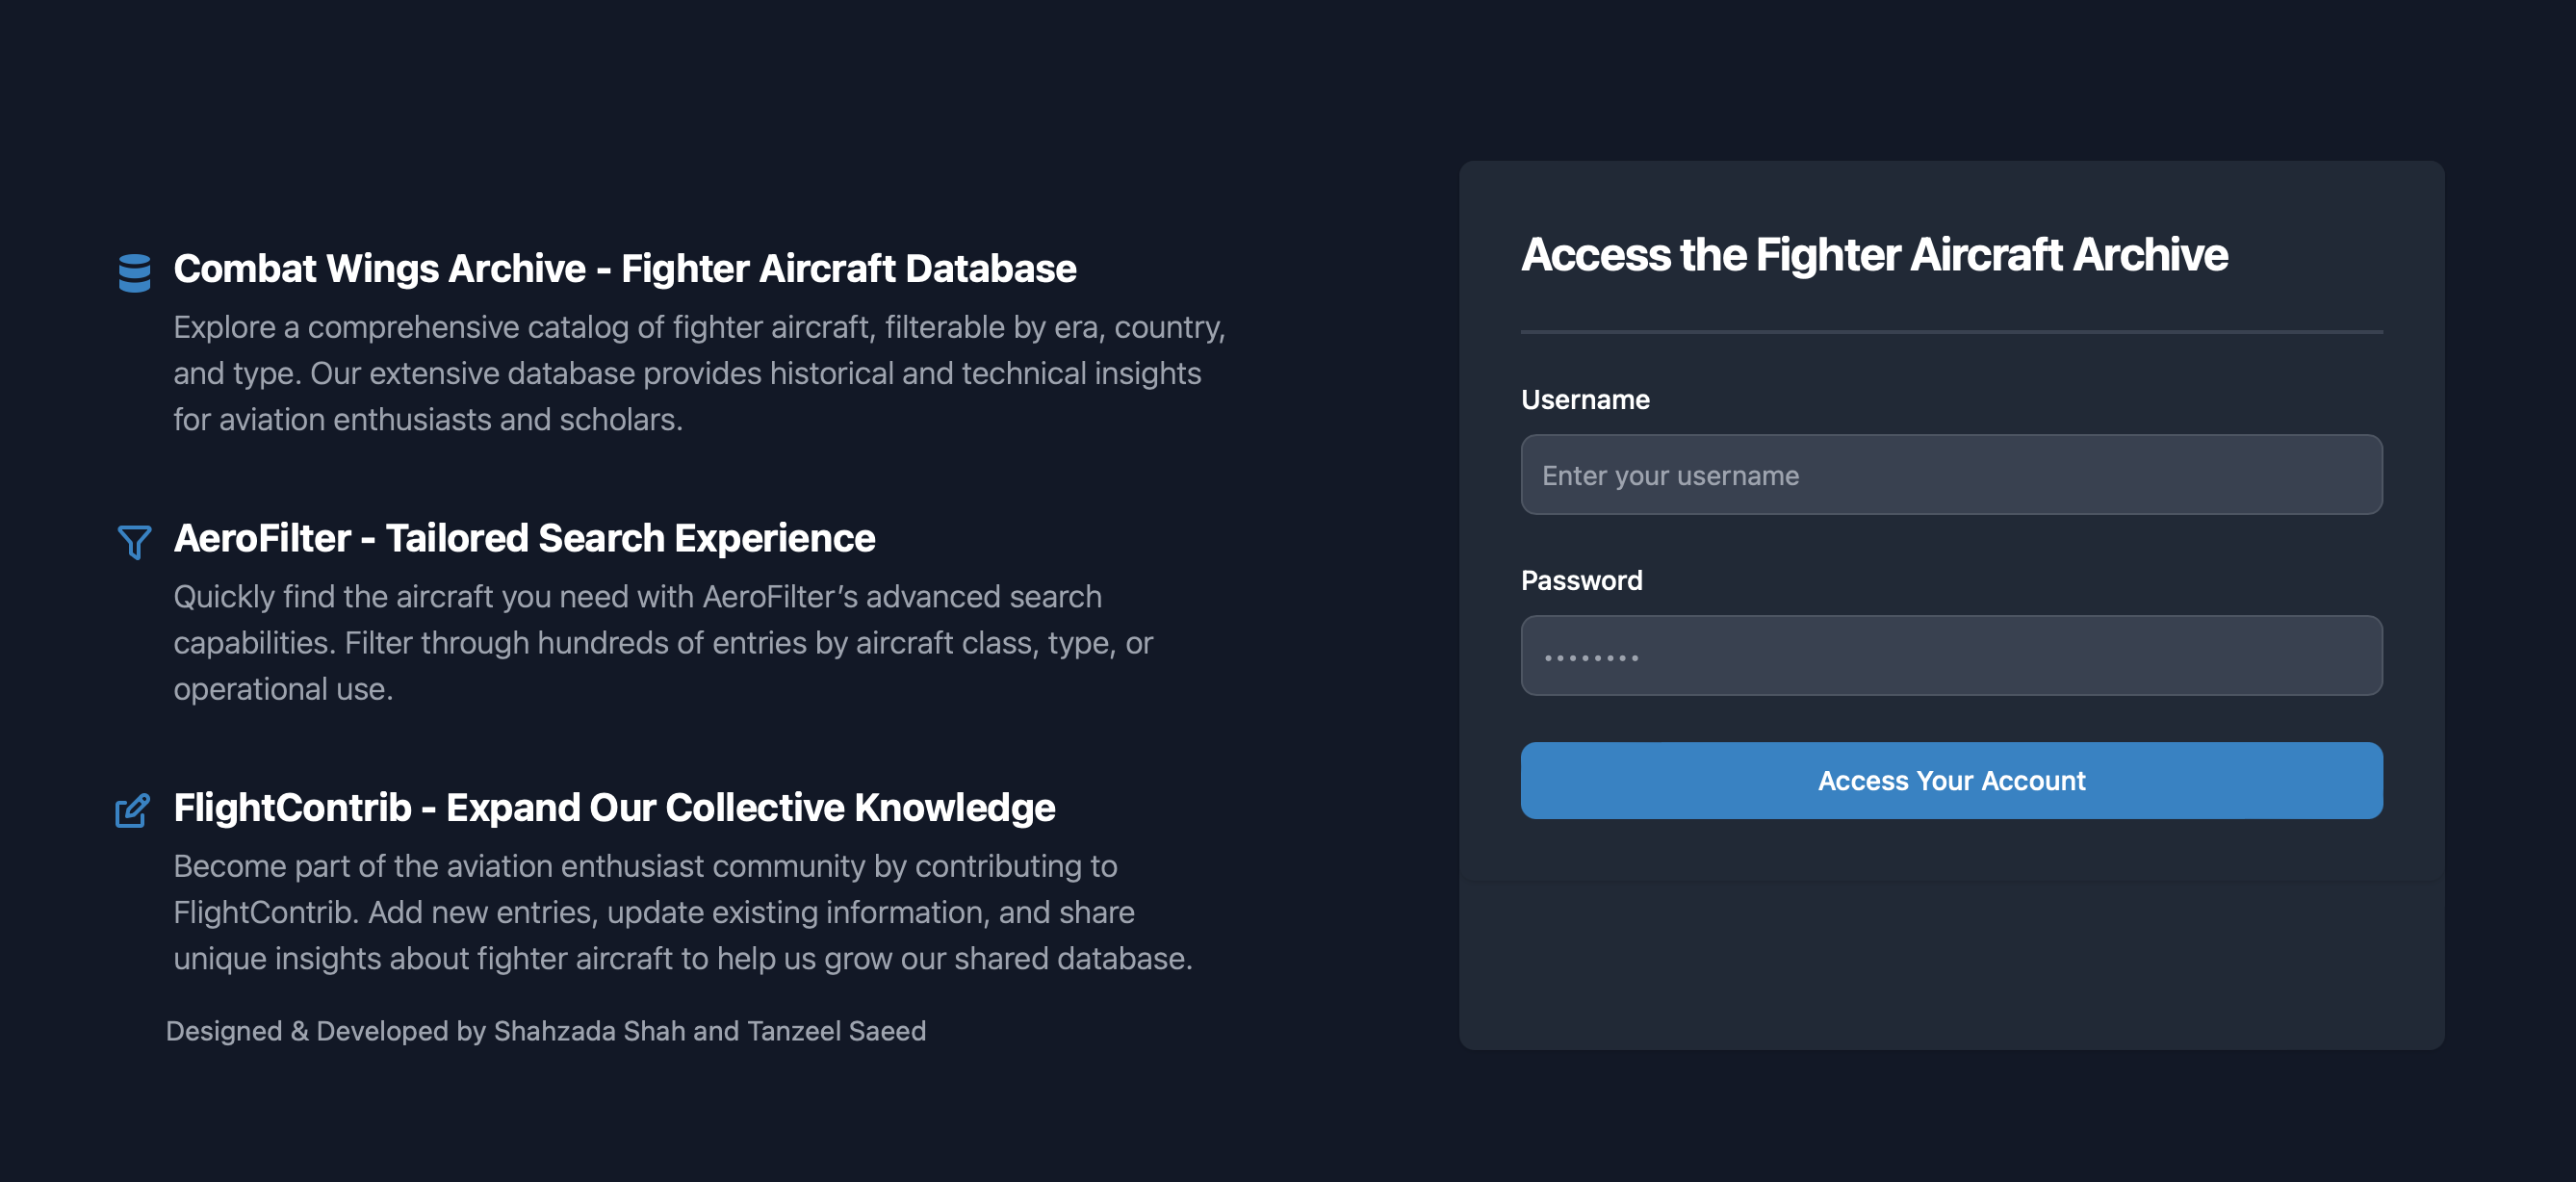 Combat Wings Archive - Fighter Aircraft Database
Explore a comprehensive catalog of fighter aircraft, filterable by era, country,
and type. Our extensive database provides historical and technical insights
for aviation enthusiasts and scholars.
AeroFilter - Tailored Search Experience
Quickly find the aircraft you need with AeroFilter’s advanced search
capabilities. Filter through hundreds of entries by aircraft class, type, or
operational use.
FlightContrib - Expand Our Collective Knowledge
Become part of the aviation enthusiast community by contributing to
FlightContrib. Add new entries, update existing information, and share
unique insights about fighter aircraft to help us grow our shared database.
Designed & Developed by Shahzada Shah and Tanzeel Saeed
Access the Fighter Aircraft Archive
Username
Enter your username
Password
••••••••
Access Your Account